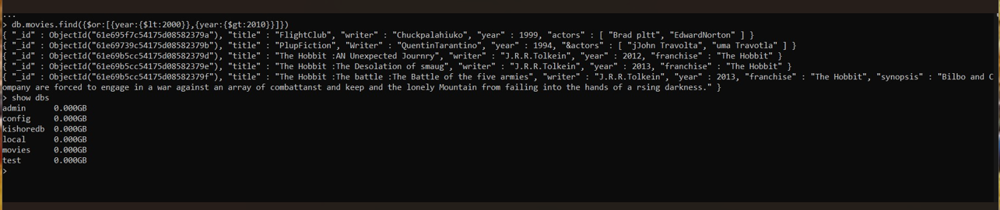 ...
> db.movies.find({$or:[{year:{$lt:2000}},{year:{$gt:2010}}]})
{ "_id" : ObjectId("61e695f7c54175d08582379a"), "title" : "FlightClub", "writer" : "Chuckpalahiuko", "year" : 1999, "actors" : [ "Brad pltt", "EdwardNorton" ] }
{ "_id" : ObjectId("61e69739c54175d08582379b"), "title" : "PlupFiction", "Writer" : "QuentinTarantino", "year" : 1994, "&actors" : [ "jJohn Travolta", "uma Travotla" ] }
{ "_id" : ObjectId("61e69b5cc54175d08582379d"), "title" : "The Hobbit :AN Unexpected Journry", "writer" : "J.R.R.Tolkein", "year" : 2012, "franchise" : "The Hobbit" }
{ "_id" : ObjectId("61e69b5cc54175d08582379e"), "title" : "The Hobbit :The Desolation of smaug", "writer" : "J.R.R.Tolkein", "year" : 2013, "franchise" : "The Hobbit" }
{ "_id" : ObjectId("61e69b5cc54175d08582379f"), "title" : "The Hobbit :The battle :The Battle of the five armies", "writer" : "J.R.R.Tolkein", "year" : 2013, "franchise" : "The Hobbit", "synopsis" : "Bilbo and C
ompany are forced to engage in a war against an array of combattanst and keep and the lonely Mountain from failing into the hands of a rsing darkness." }
> show dbs
admin 0.000GB
config 0.000GB
kishoredb 0.000GB
local 0.000GB
movies 0.000GB
test 0.000GB
>